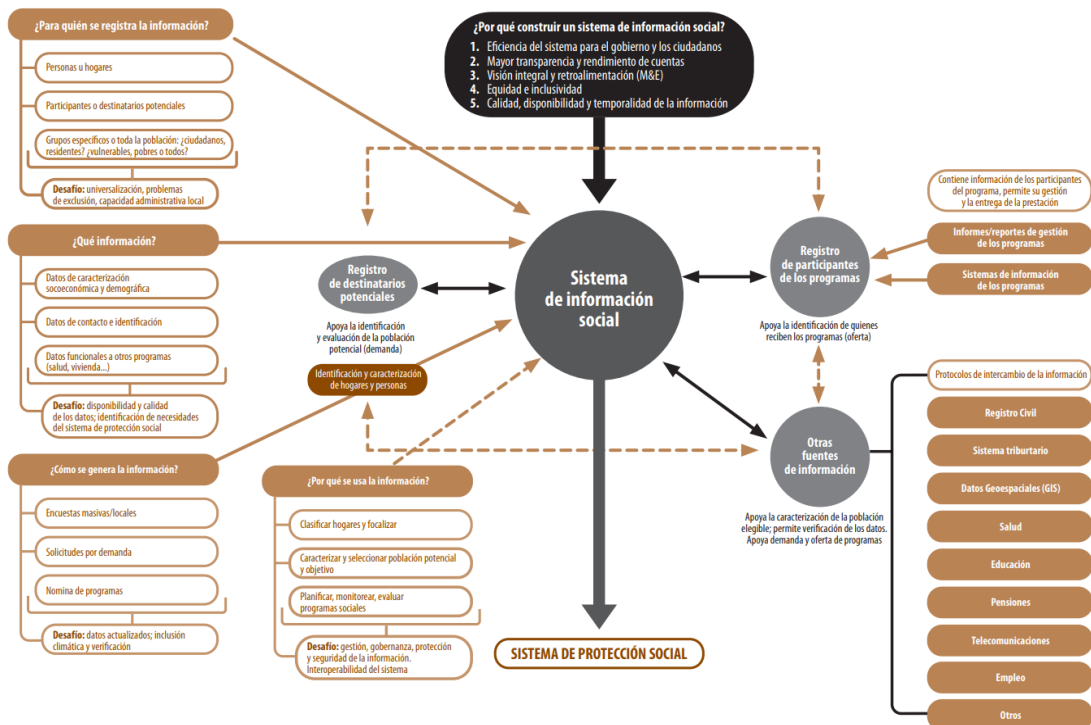 ¿Para quién se registra la información?
Personas u hogares
Participantes o destinatarios potenciales
Grupos específicos o toda la población: ¿ciudadanos,
residentes? ¿vulnerables, pobres o todos?
Desafío: universalización, problemas
de exclusión, capacidad administrativa local
¿Qué información?
Datos de caracterización
socioeconómica y demográfica
Datos de contacto e identificación
Datos funcionales a otros programas
(salud, vivienda...)
Desafío: disponibilidad y calidad
de los datos; identificación de necesidades
del sistema de protección social
¿Cómo se genera la información?
Encuestas masivas/locales
Solicitudes por demanda
Nomina de programas
Desafío: datos actualizados; inclusión
climática y verificación
¿Por qué se usa la información?
Clasificar hogares y focalizar
Caracterizar y seleccionar población potencial
y objetivo
Planificar, monitorear, evaluar
programas sociales
Desafío: gestión, gobernanza, protección
y seguridad de la información.
Interoperabilidad del sistema
¿Por qué construir un sistema de información social?
1. Eficiencia del sistema para el gobierno y los ciudadanos
2. Mayor transparencia y rendimiento de cuentas
3. Visión integral y retroalimentación (M&E)
4. Equidad e inclusividad
5. Calidad, disponibilidad y temporalidad de la información
Registro
de destinatarios
potenciales
Apoya la identificación
y evaluación de la población
potencial (demanda)
Identificación y caracterización
de hogares y personas
Sistema
de información
social
SISTEMA DE PROTECCIÓN SOCIAL
Registro
de participantes
de los programas
Apoya la identificación de quienes
reciben los programas (oferta)
Otras
fuentes
de información
Apoya la caracterización de la población
elegible; permite verificación de los datos.
Apoya demanda y oferta de programas
Contiene información de los participantes
del programa, permite su gestión
y la entrega de la prestación
Informes/reportes de gestión
de los programas
Sistemas de información
de los programas
Protocolos de intercambio de la información
Registro Civil
Sistema triburtario
Datos Geoespaciales (GIS)
Salud
Educación
Pensiones
Telecomunicaciones
Empleo
Otros